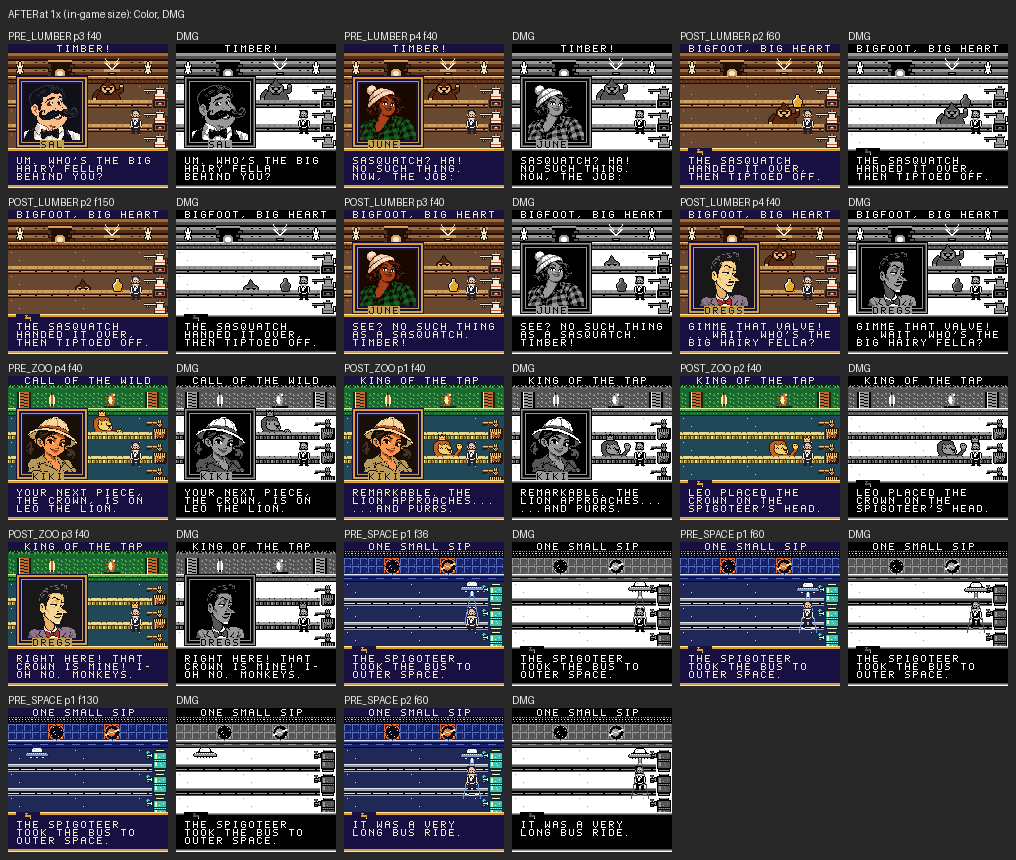 AFTER at 1x (in-game size): Color, DMG
PRE_LUMBER p3 f40
DMG
PRE_LUMBER p4 f40
DMG
POST_LUMBER p2 f60
DMG
TIMBER!
TIMBER!
TIMBER!
TIMBER!
BIGFOOT, BIG HEART
BIGFOOT, BIG HEART
SAL
SAL
JUNE
JUNE
UM, WHO'S THE BIG
HAIRY FELLA
BEHIND YOU?
UM, WHO'S THE BIG
HAIRY FELLA
BEHIND YOU?
SASQUATCH? HA!
NO SUCH THING.
NOW, THE JOB:
SASQUATCH? HA!
NO SUCH THING.
NOW, THE JOB:
THE SASQUATCH
HANDED IT OVER,
THEN TIPTOED OFF.
THE SASQUATCH
HANDED IT OVER,
THEN TIPTOED OFF.
POST_LUMBER p2 f150
DMG
POST_LUMBER p3 f40
DMG
POST_LUMBER p4 f40
DMG
BIGFOOT, BIG HEART
BIGFOOT, BIG HEART
BIGFOOT, BIG HEART
BIGFOOT, BIG HEART
BIGFOOT, BIG HEART
BIGFOOT, BIG HEART
JUNE
JUNE
DREGS
DREGS
THE SASQUATCH
HANDED IT OVER,
THEN TIPTOED OFF.
THE SASQUATCH
HANDED IT OVER,
THEN TIPTOED OFF.
SEE? NO SUCH THING
AS A SASQUATCH.
TIMBER!
SEE? NO SUCH THING
AS A SASQUATCH.
TIMBER!
GIMME THAT VALVE!
I- WAIT, WHO'S THE
BIG HAIRY FELLA?
GIMME THAT VALVE!
I- WAIT, WHO'S THE
BIG HAIRY FELLA?
PRE_ZOO p4 f40
DMG
POST_ZOO p1 f40
DMG
POST_ZOO p2 f40
DMG
CALL OF THE WILD
CALL OF THE WILD
KING OF THE TAP
KING OF THE TAP
KING OF THE TAP
KING OF THE TAP
KIKI
KIKI
KIKI
KIKI
YOUR NEXT PIECE,
THE CROWN, IS ON
LEO THE LION.
YOUR NEXT PIECE,
THE CROWN, IS ON
LEO THE LION.
REMARKABLE. THE
LION APPROACHES...
...AND PURRS.
REMARKABLE. THE
LION APPROACHES...
...AND PURRS.
LEO PLACED THE
CROWN ON THE
SPIGOTEER'S HEAD.
LEO PLACED THE
CROWN ON THE
SPIGOTEER'S HEAD.
POST_ZOO p3 f40
DMG
PRE_SPACE p1 f36
DMG
PRE_SPACE p1 f60
DMG
KING OF THE TAP
KING OF THE TAP
ONE SMALL SIP
ONE SMALL SIP
ONE SMALL SIP
ONE SMALL SIP
DREGS
DREGS
RIGHT HERE! THAT
CROWN IS MINE! I-
OH NO. MONKEYS.
RIGHT HERE! THAT
CROWN IS MINE! I-
OH NO. MONKEYS.
THE SPIGOTEER
TOOK THE BUS TO
OUTER SPACE.
THE SPIGOTEER
TOOK THE BUS TO
OUTER SPACE.
THE SPIGOTEER
TOOK THE BUS TO
OUTER SPACE.
THE SPIGOTEER
TOOK THE BUS TO
OUTER SPACE.
PRE_SPACE p1 f130
DMG
PRE_SPACE p2 f60
DMG
ONE SMALL SIP
ONE SMALL SIP
ONE SMALL SIP
ONE SMALL SIP
THE SPIGOTEER
TOOK THE BUS TO
OUTER SPACE.
THE SPIGOTEER
TOOK THE BUS TO
OUTER SPACE.
IT WAS A VERY
LONG BUS RIDE.
IT WAS A VERY
LONG BUS RIDE.